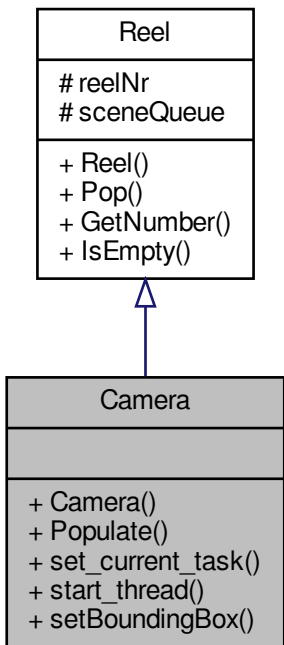 Reel
# reelNr
# sceneQueue
+ Reel()
+ Pop()
+ GetNumber()
+ IsEmpty()
Camera
+ Camera()
+ Populate()
+ set_current_task()
+ start_thread()
+ setBoundingBox()